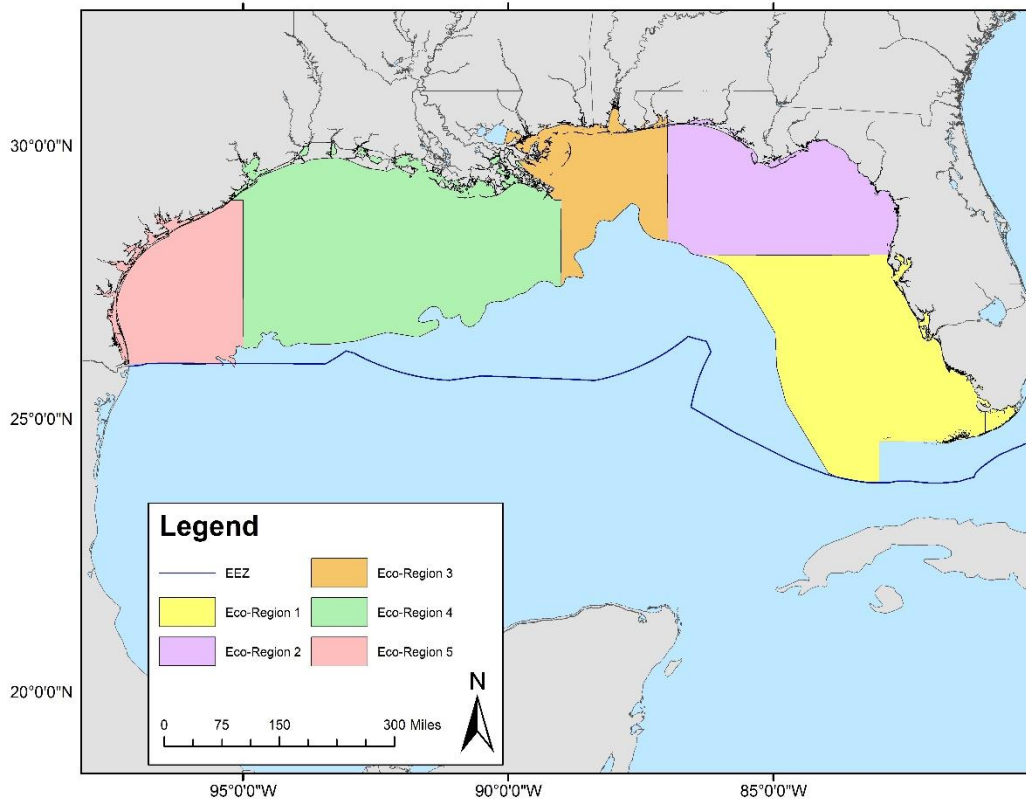 30°0'0"N
25°0'0"N
20°0'0"N
Legend
EEZ
Eco-Region 1
Eco-Region 2
Eco-Region 3
Eco-Region 4
Eco-Region 5
0 75 150 300 Miles
N
95°0'0"W 90°0'0"W 85°0'0"W